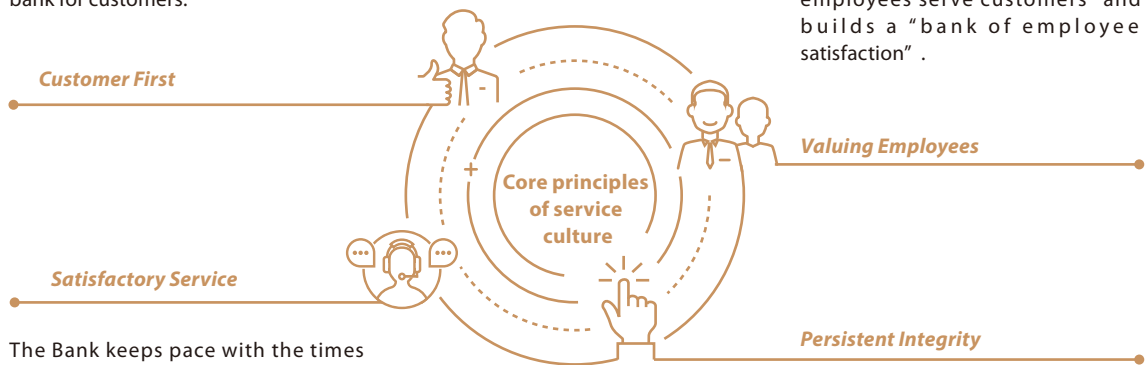 bank for customers.
employees serve customers” and
builds a “bank of employee
satisfaction” .
Customer First
Valuing Employees
Core principles
of service
culture
Satisfactory Service
Persistent Integrity
The Bank keeps pace with the times